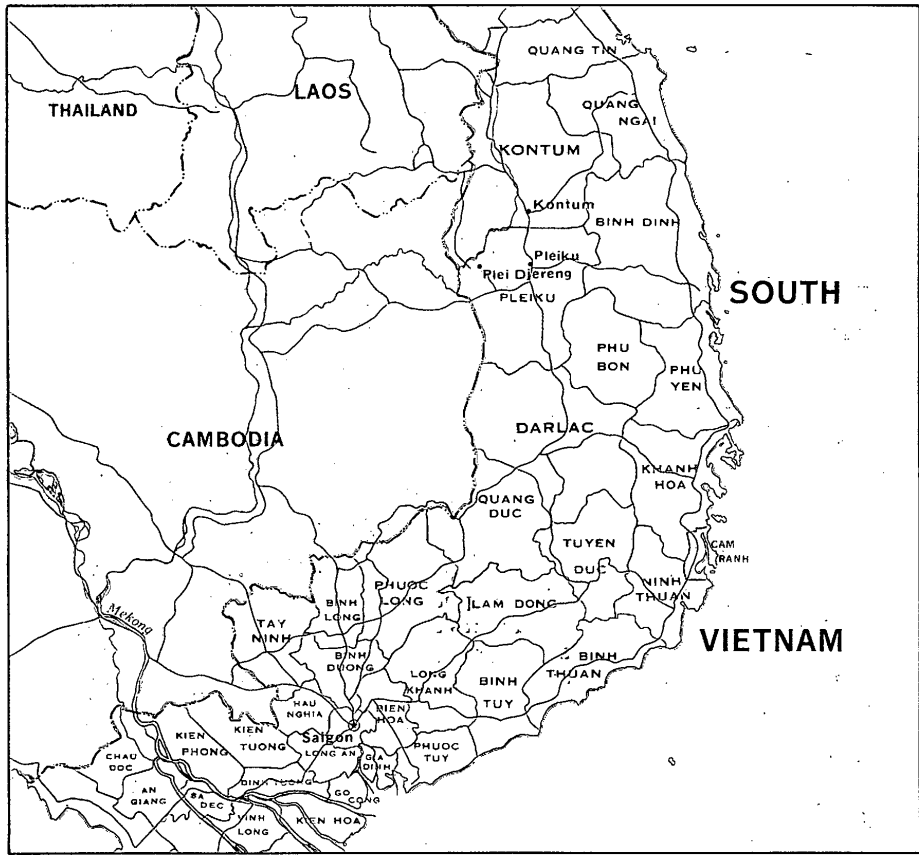 QUANG TIN
THAILAND
LAOS
QUANG
NGAI
KONTUM
Kontum
BINH DINH
Pleiku
Plei Djereng
PLEIKU
SOUTH
PHU
BON
PHU
YEN
CAMBODIA
DARLAC
KHANH
HOA
QUANG
DUC
TUYEN
DUC
CAM
RANH
NINH
THUAN
PHUOC
LONG
BINH
LONG
LAM DONG
Mekong
TAY
NINH
VIETNAM
BINH
DUONG
BINH
THUAN
LONG
KHANH
BINH
TUY
HAU
NGHIA
BIEN
HOA
Saigon
KIEN
PHONG
KIEN
TUONG
LONG AN
GIA
DINH
PHUOC
TUY
CHAU
DOC
AN
GIANG
SA
DEC
DINH TUONG
GO
CONG
VINH
LONG
KIEN HOA